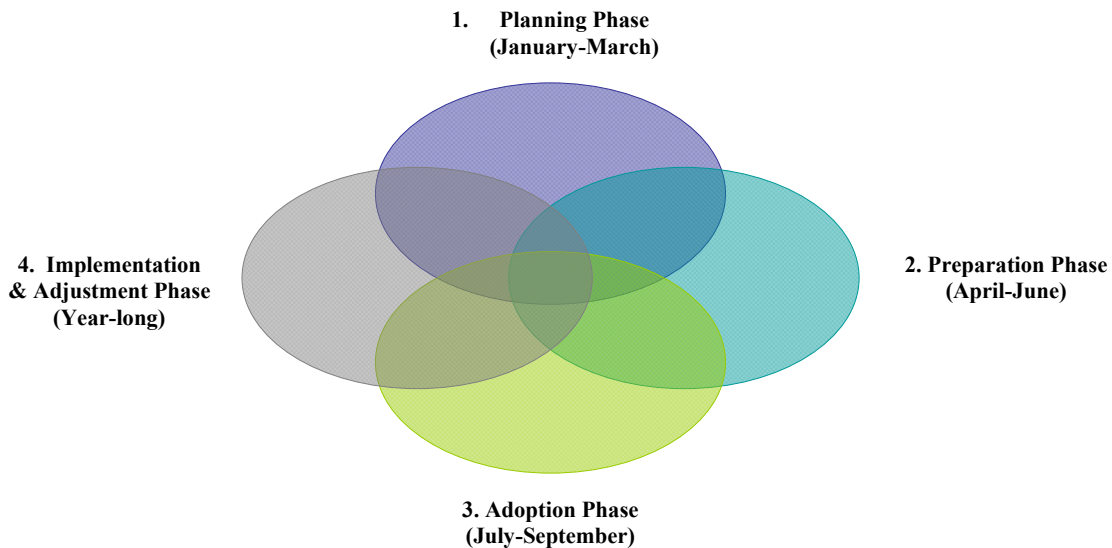 1. Planning Phase
(January-March)
4. Implementation
& Adjustment Phase
(Year-long)
2. Preparation Phase
(April-June)
3. Adoption Phase
(July-September)